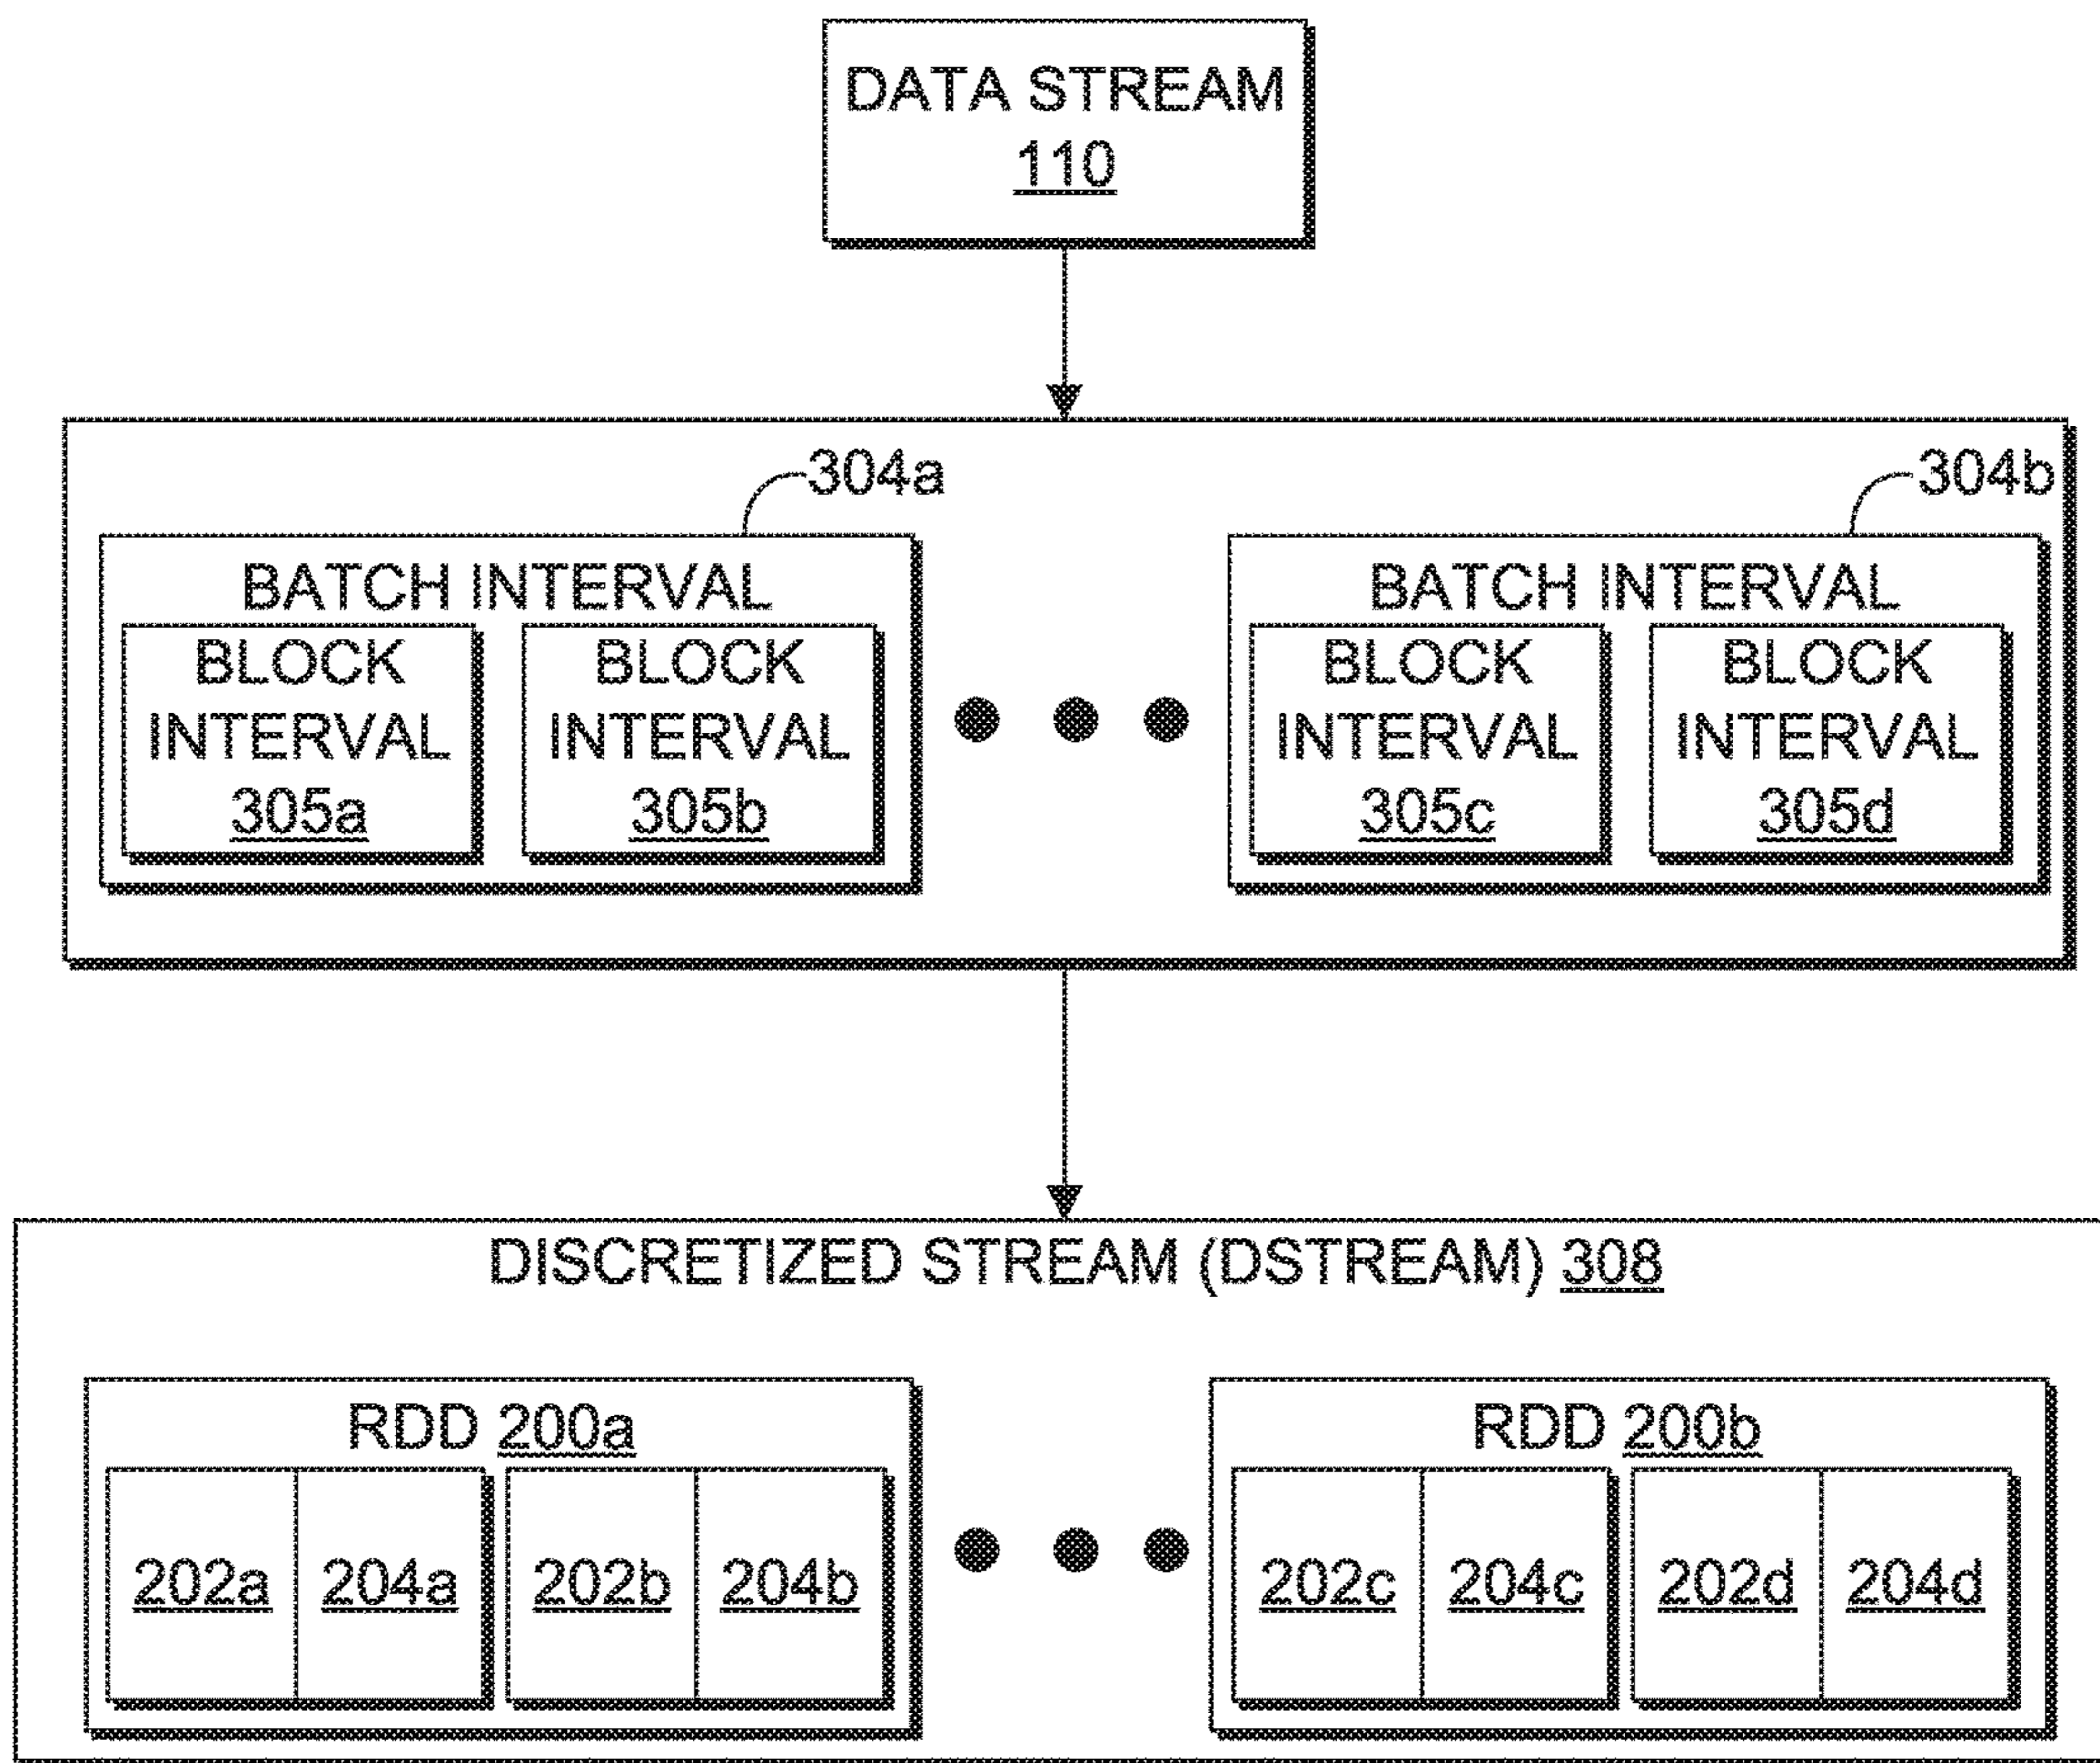 DATA STREAM
110
304a
304b
BATCH INTERVAL
BLOCK
INTERVAL
305a
BLOCK
INTERVAL
305b
BATCH INTERVAL
BLOCK
INTERVAL
305c
BLOCK
INTERVAL
305d
DISCRETIZED STREAM (DSTREAM) 308
RDD 200a
202a
204a
202b
204b
RDD 200b
202c
204c
202d
204d